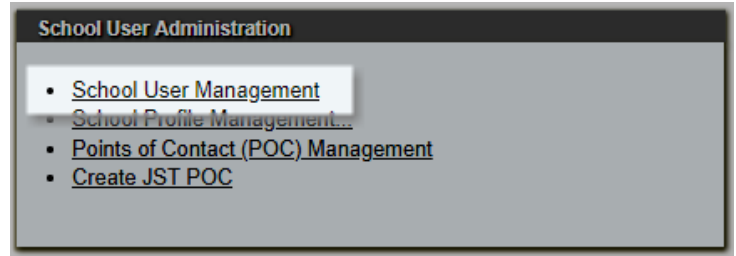 School User Administration
School User Management
School Profile Management...
Points of Contact (POC) Management
Create JST POC